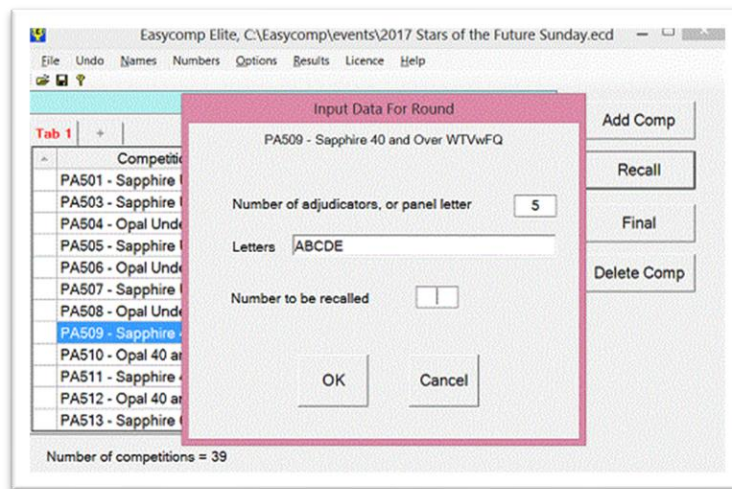 Easycomp Elite, C:\Easycomp\events\2017 Stars of the Future Sunday.ecd
File Undo Names Numbers Options Results Licence Help
Tab 1 +
Input Data For Round
PA509 - Sapphire 40 and Over WTVwFQ
Number of adjudicators, or panel letter 5
Letters ABCDE
Number to be recalled
OK Cancel
Competitio
PA501 - Sapphire U
PA503 - Sapphire U
PA504 - Opal Unde
PA505 - Sapphire U
PA506 - Opal Unde
PA507 - Sapphire U
PA508 - Opal Unde
PA509 - Sapphire 4
PA510 - Opal 40 an
PA511 - Sapphire 4
PA512 - Opal 40 an
PA513 - Sapphire
Add Comp
Recall
Final
Delete Comp
Number of competitions = 39